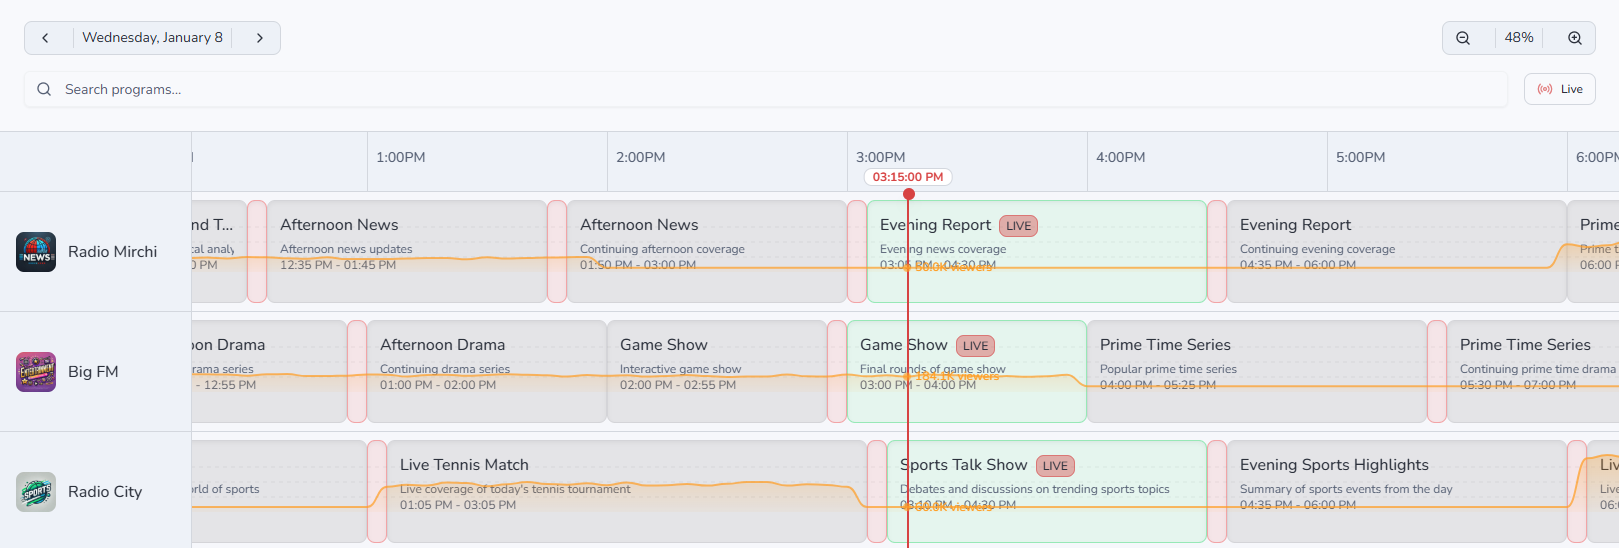 Wednesday, January 8
48%
Search programs...
Live
1:00PM
2:00PM
3:00PM
4:00PM
5:00PM
6:00PM
03:15:00 PM
NEWS
Radio Mirchi
nd T...
cal analy
0 PM
Afternoon News
Afternoon news updates
12:35 PM - 01:45 PM
Afternoon News
Continuing afternoon coverage
01:50 PM - 03:00 PM
Evening Report LIVE
Evening news coverage
03:05 PM - 04:30 PM
viewers
Evening Report
Continuing evening coverage
04:35 PM - 06:00 PM
Prime
Prime t
06:00 P
ENTERTAINMENT
Big FM
oon Drama
rama series
- 12:55 PM
Afternoon Drama
Continuing drama series
01:00 PM - 02:00 PM
Game Show
Interactive game show
02:00 PM - 02:55 PM
Game Show LIVE
Final rounds of game show
03:00 PM - 04:00 PM
viewers
Prime Time Series
Popular prime time series
04:00 PM - 05:25 PM
Prime Time Series
Continuing prime time drama
05:30 PM - 07:00 PM
SPORTS
Radio City
orld of sports
Live Tennis Match
Live coverage of today's tennis tournament
01:05 PM - 03:05 PM
Sports Talk Show LIVE
Debates and discussions on trending sports topics
03:10 PM - 04:30 PM
viewers
Evening Sports Highlights
Summary of sports events from the day
04:35 PM - 06:00 PM
Liv
Live
06: